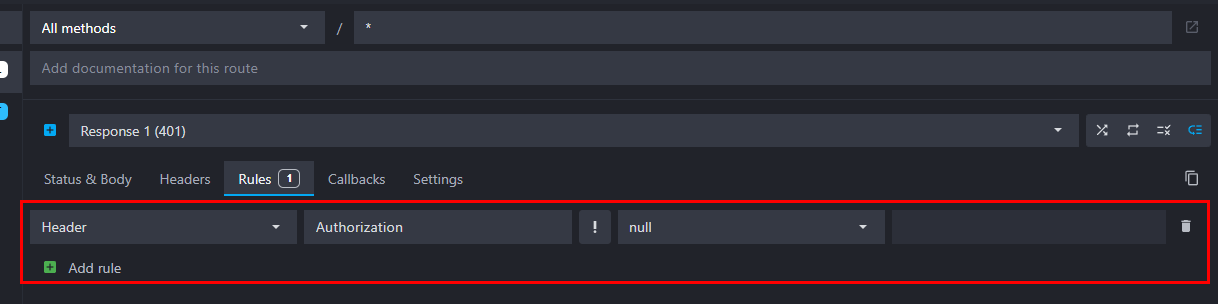 All methods / *
Add documentation for this route
Response 1 (401)
Status & Body Headers Rules 1 Callbacks Settings
Header Authorization ! null
Add rule